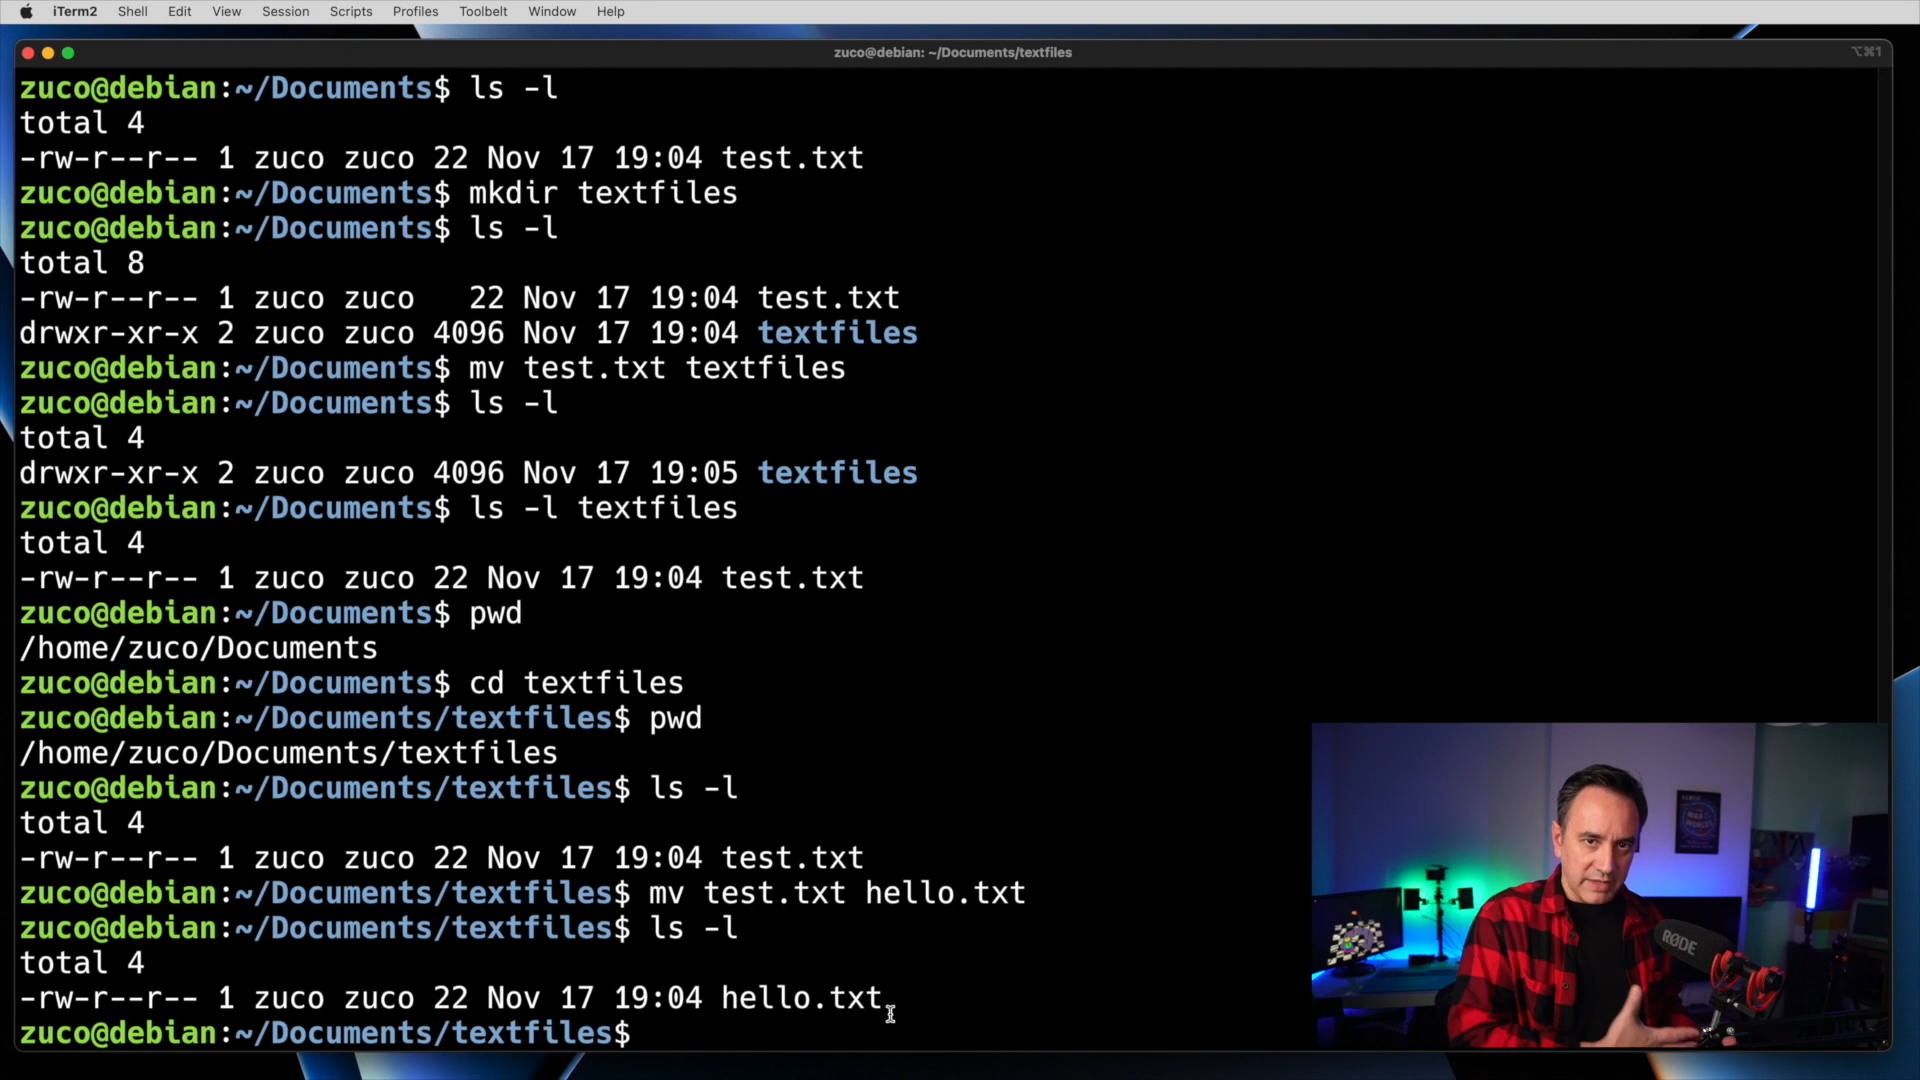 iTerm2 Shell Edit View Session Scripts Profiles Toolbelt Window Help
zuco@debian: ~/Documents/textfiles
⌥⌘1
zuco@debian:~/Documents$ ls -l
total 4
-rw-r--r-- 1 zuco zuco 22 Nov 17 19:04 test.txt
zuco@debian:~/Documents$ mkdir textfiles
zuco@debian:~/Documents$ ls -l
total 8
-rw-r--r-- 1 zuco zuco   22 Nov 17 19:04 test.txt
drwxr-xr-x 2 zuco zuco 4096 Nov 17 19:04 textfiles
zuco@debian:~/Documents$ mv test.txt textfiles
zuco@debian:~/Documents$ ls -l
total 4
drwxr-xr-x 2 zuco zuco 4096 Nov 17 19:05 textfiles
zuco@debian:~/Documents$ ls -l textfiles
total 4
-rw-r--r-- 1 zuco zuco 22 Nov 17 19:04 test.txt
zuco@debian:~/Documents$ pwd
/home/zuco/Documents
zuco@debian:~/Documents$ cd textfiles
zuco@debian:~/Documents/textfiles$ pwd
/home/zuco/Documents/textfiles
zuco@debian:~/Documents/textfiles$ ls -l
total 4
-rw-r--r-- 1 zuco zuco 22 Nov 17 19:04 test.txt
zuco@debian:~/Documents/textfiles$ mv test.txt hello.txt
zuco@debian:~/Documents/textfiles$ ls -l
total 4
-rw-r--r-- 1 zuco zuco 22 Nov 17 19:04 hello.txt
zuco@debian:~/Documents/textfiles$
WAR
WORLDS
RØDE